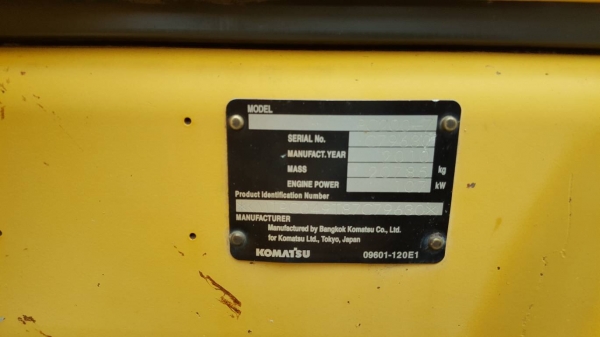 MODEL
SERIAL No.
MANUFACT. YEAR
MASS kg
ENGINE POWER kW
Product Identification Number
MANUFACTURER
Manufactured by Bangkok Komatsu Co., Ltd.
for Komatsu Ltd., Tokyo, Japan
KOMATSU 09601-120E1